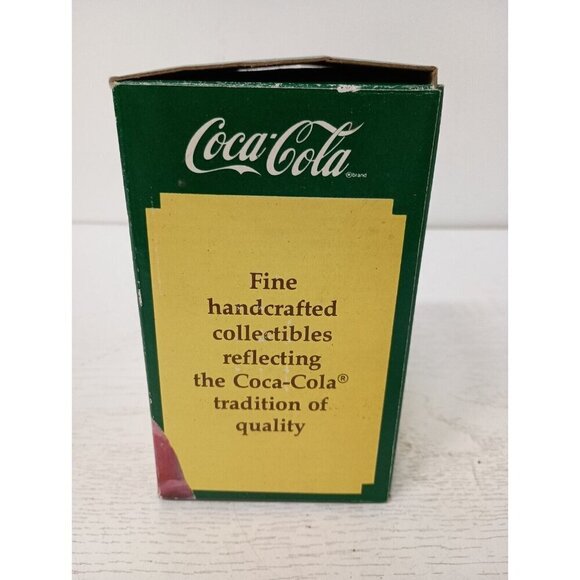 Coca-Cola
®brand
Fine
handcrafted
collectibles
reflecting
the Coca-Cola®
tradition of
quality